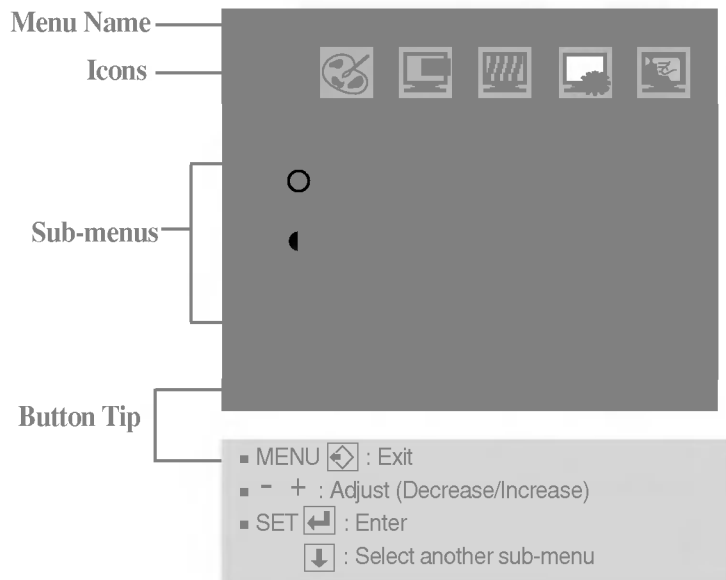 Menu Name
Icons
Sub-menus
Button Tip
MENU : Exit
- + : Adjust (Decrease/Increase)
SET : Enter
: Select another sub-menu